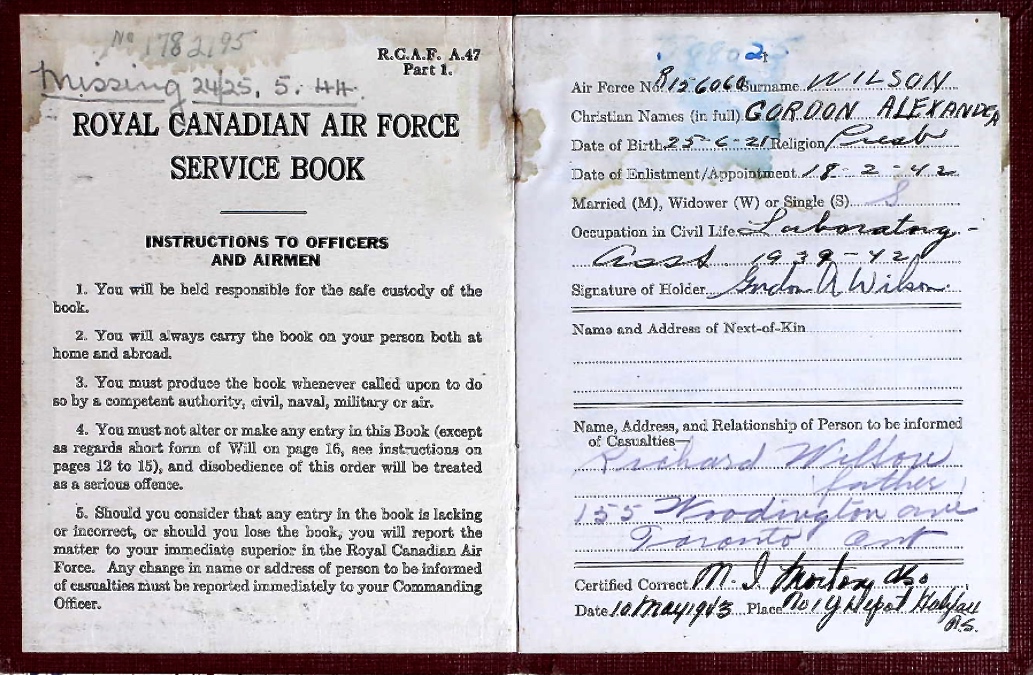 No 1782195
R.C.A.F. A.47
Part 1.
Missing 24/25. 5. 44.
ROYAL CANADIAN AIR FORCE
SERVICE BOOK
INSTRUCTIONS TO OFFICERS
AND AIRMEN
1. You will be held responsible for the safe custody of the
book.
2. You will always carry the book on your person both at
home and abroad.
3. You must produce the book whenever called upon to do
so by a competent authority, civil, naval, military or air.
4. You must not alter or make any entry in this Book (except
as regards short form of Will on page 16, see instructions on
pages 12 to 15), and disobedience of this order will be treated
as a serious offence.
5. Should you consider that any entry in the book is lacking
or incorrect, or should you lose the book, you will report the
matter to your immediate superior in the Royal Canadian Air
Force. Any change in name or address of person to be informed
of casualties must be reported immediately to your Commanding
Officer.
Air Force No. R126060 Surname WILSON
Christian Names (in full) GORDON ALEXANDER
Date of Birth 25-6-21 Religion Presb
Date of Enlistment/Appointment 18-2-42
Married (M), Widower (W) or Single (S) S
Occupation in Civil Life Laboratory-
Asst. 1939-42
Signature of Holder Gordon A Wilson.
Name and Address of Next-of-Kin
Name, Address, and Relationship of Person to be informed
of Casualties—
Richard Wilson
father
155 Woodington ave
Toronto Ont
Certified Correct M. I.
Date 10 May 1943 Place No 1 Y Depot Halifax
N.S.